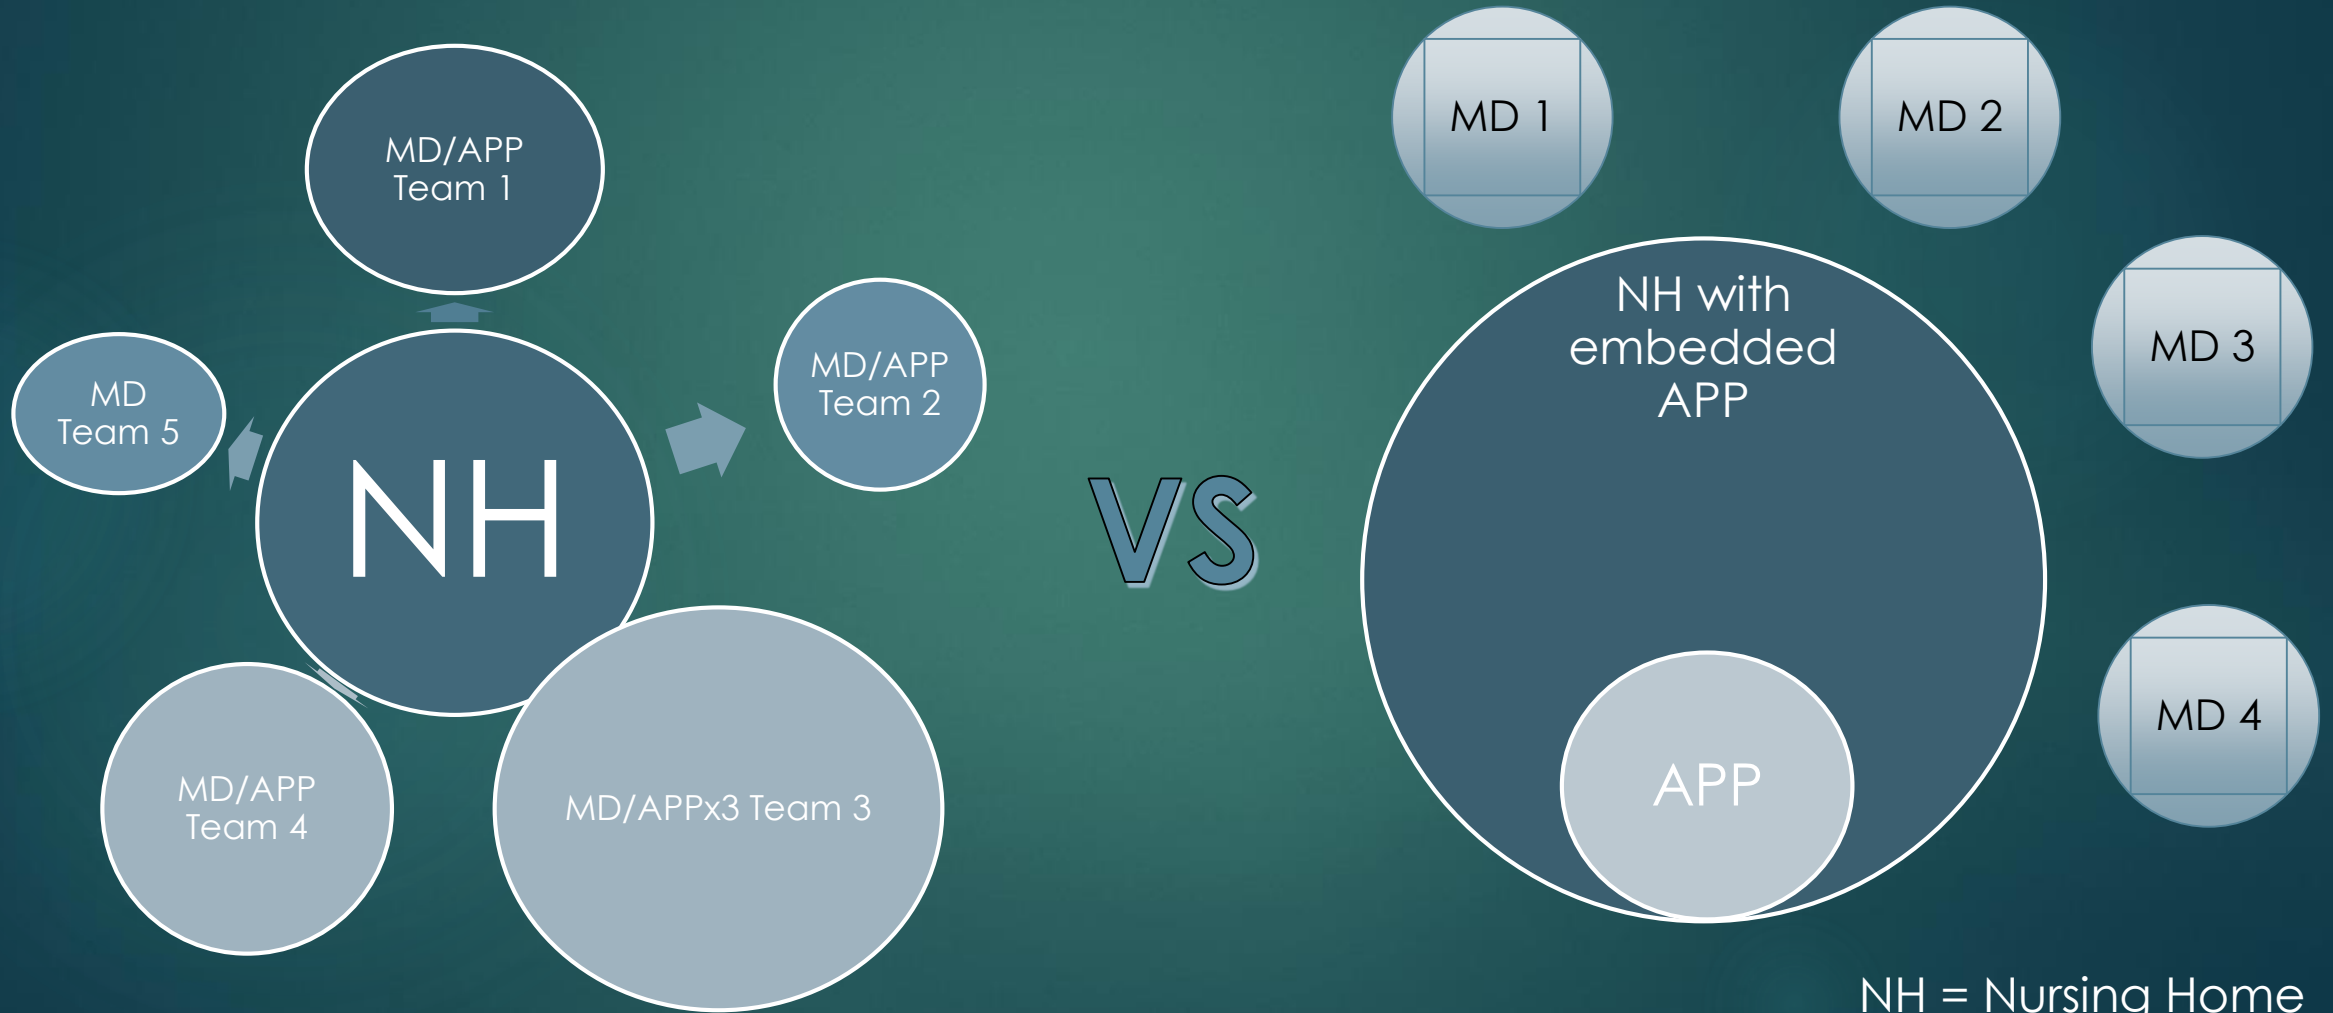 MD/APP
Team 1
MD/APP
Team 2
MD
Team 5
NH
MD/APP
Team 4
MD/APPx3 Team 3
VS
MD 1
MD 2
MD 3
MD 4
NH with
embedded
APP
APP
NH = Nursing Home